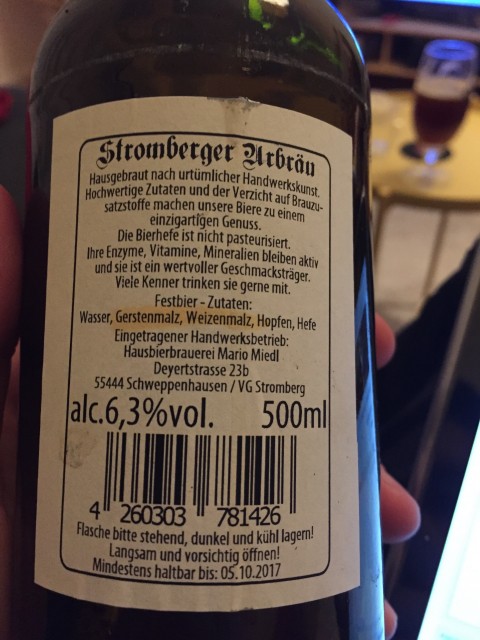 Stromberger Urbräu
Hausgebraut nach urtümlicher Handwerkskunst.
Hochwertige Zutaten und der Verzicht auf Brauzu-
satzstoffe machen unsere Biere zu einem
einzigartigen Genuss.
Die Bierhefe ist nicht pasteurisiert.
Ihre Enzyme, Vitamine, Mineralien bleiben aktiv
und sie ist ein wertvoller Geschmacksträger.
Viele Kenner trinken sie gerne mit.
Festbier - Zutaten:
Wasser, Gerstenmalz, Weizenmalz, Hopfen, Hefe
Eingetragener Handwerksbetrieb:
Hausbierbrauerei Mario Miedl
Deyertstrasse 23b
55444 Schweppenhausen / VG Stromberg
alc.6,3%vol. 500ml
4 260303 781426
Flasche bitte stehend, dunkel und kühl lagern!
Langsam und vorsichtig öffnen!
Mindestens haltbar bis: 05.10.2017